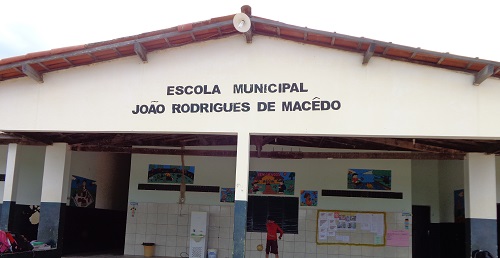 ESCOLA MUNICIPAL
JOÃO RODRIGUES DE MACÊDO